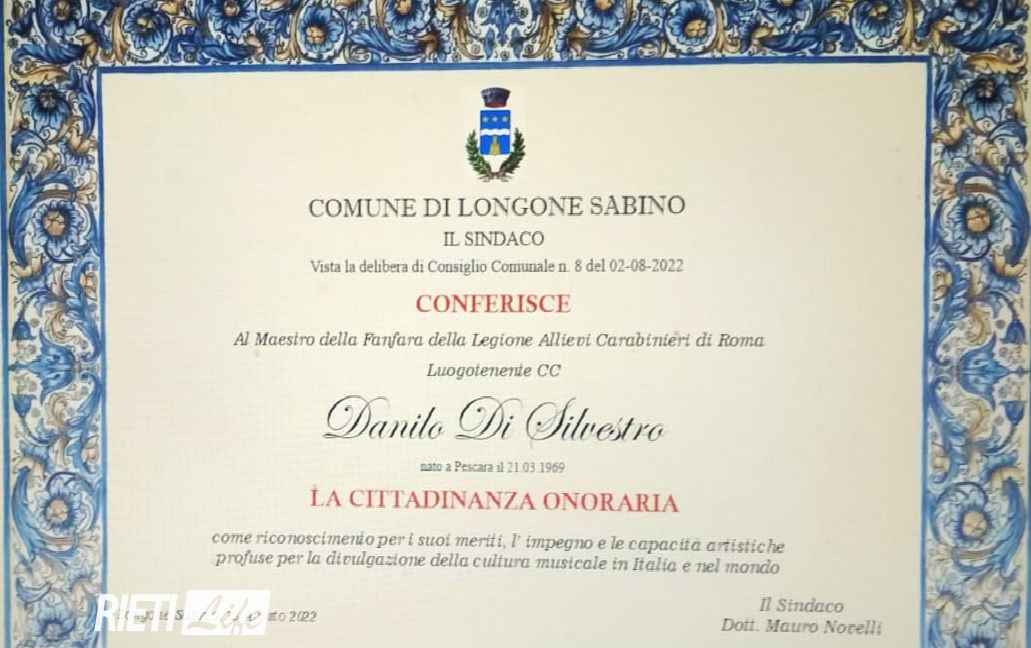 COMUNE DI LONGONE SABINO
IL SINDACO
Vista la delibera di Consiglio Comunale n. 8 del 02-08-2022
CONFERISCE
Al Maestro della Fanfara della Legione Allievi Carabinieri di Roma
Luogotenente CC
Danilo Di Silvestro
nato a Pescara il 21.03.1969
LA CITTADINANZA ONORARIA
come riconoscimento per i suoi meriti, l' impegno e le capacità artistiche
profuse per la divulgazione della cultura musicale in Italia e nel mondo
Longone 2022
RIETI Life
Il Sindaco
Dott. Mauro Novelli